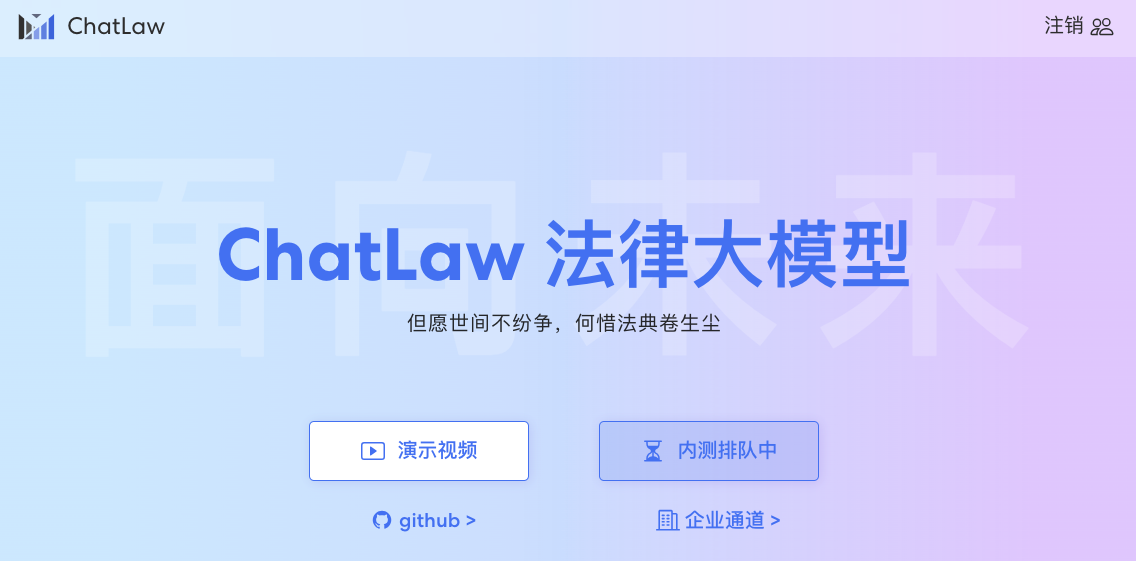 ChatLaw
注销
面向未来
ChatLaw 法律大模型
但愿世间不纷争，何惜法典卷生尘
演示视频
内测排队中
github >
企业通道 >